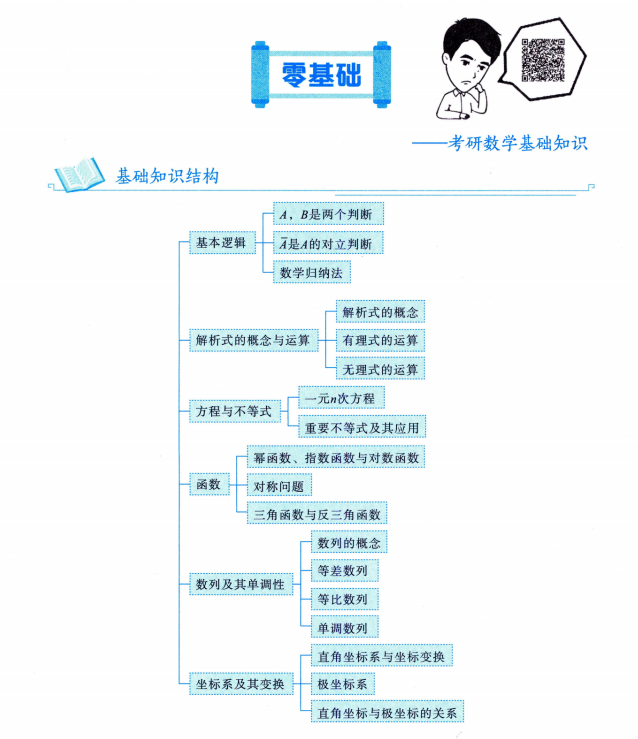 零基础
——考研数学基础知识
基础知识结构
基本逻辑
A，B是两个判断
A̅是A的对立判断
数学归纳法
解析式的概念与运算
解析式的概念
有理式的运算
无理式的运算
方程与不等式
一元n次方程
重要不等式及其应用
函数
幂函数、指数函数与对数函数
对称问题
三角函数与反三角函数
数列及其单调性
数列的概念
等差数列
等比数列
单调数列
坐标系及其变换
直角坐标系与坐标变换
极坐标系
直角坐标与极坐标的关系